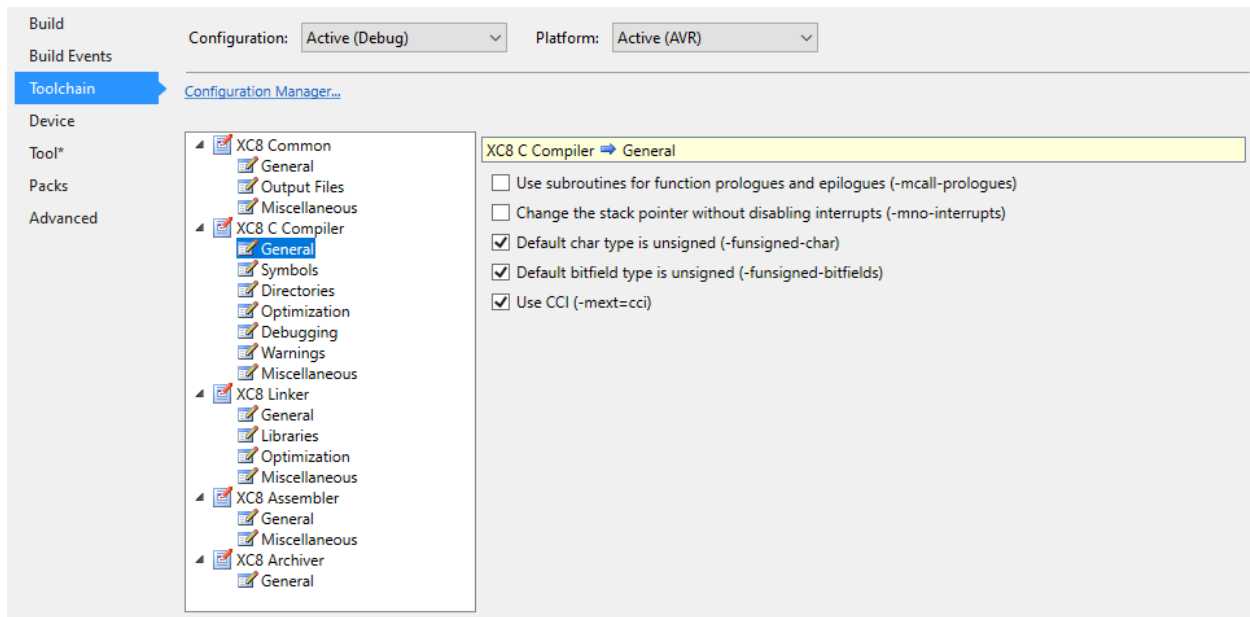 Build
Build Events
Toolchain
Device
Tool*
Packs
Advanced
Configuration: Active (Debug) Platform: Active (AVR)
Configuration Manager...
XC8 Common
General
Output Files
Miscellaneous
XC8 C Compiler
General
Symbols
Directories
Optimization
Debugging
Warnings
Miscellaneous
XC8 Linker
General
Libraries
Optimization
Miscellaneous
XC8 Assembler
General
Miscellaneous
XC8 Archiver
General
XC8 C Compiler ➡ General
Use subroutines for function prologues and epilogues (-mcall-prologues)
Change the stack pointer without disabling interrupts (-mno-interrupts)
Default char type is unsigned (-funsigned-char)
Default bitfield type is unsigned (-funsigned-bitfields)
Use CCI (-mext=cci)